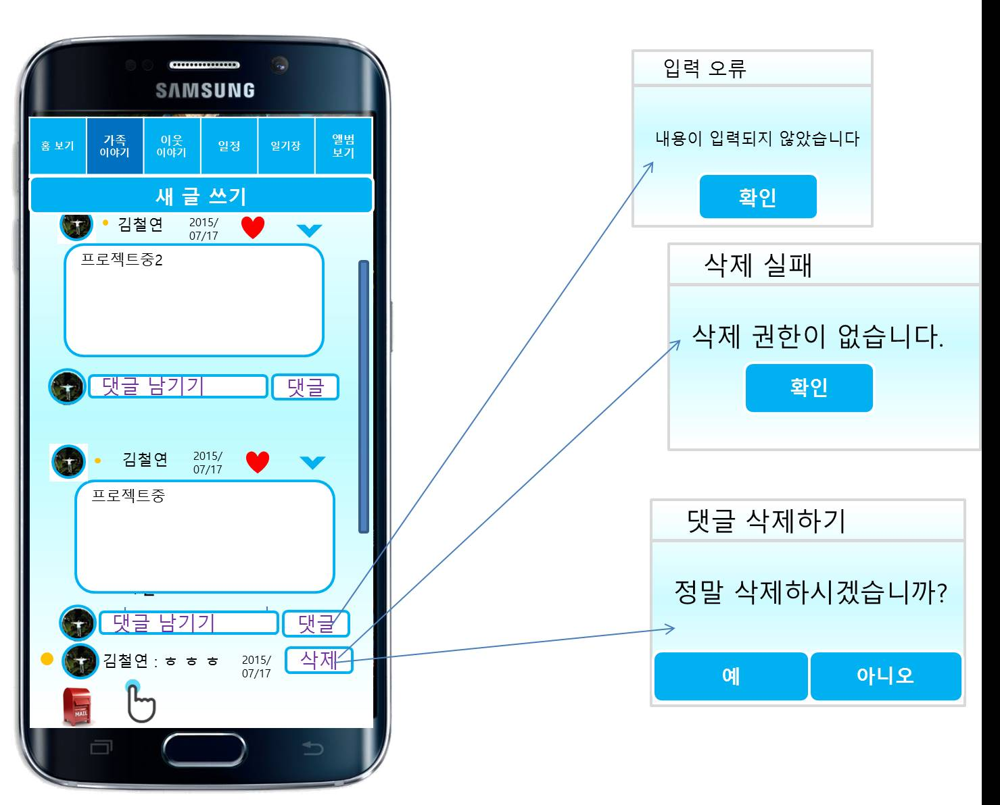 SAMSUNG
홈 보기
가족
이야기
이웃
이야기
일정
일기장
앨범
보기
새 글 쓰기
김철연
2015/
07/17
프로젝트중2
댓글 남기기
댓글
김철연
2015/
07/17
프로젝트중
댓글 남기기
댓글
김철연 : ㅎ ㅎ ㅎ
2015/
07/17
삭제
MAIL
입력 오류
내용이 입력되지 않았습니다
확인
삭제 실패
삭제 권한이 없습니다.
확인
댓글 삭제하기
정말 삭제하시겠습니까?
예
아니오